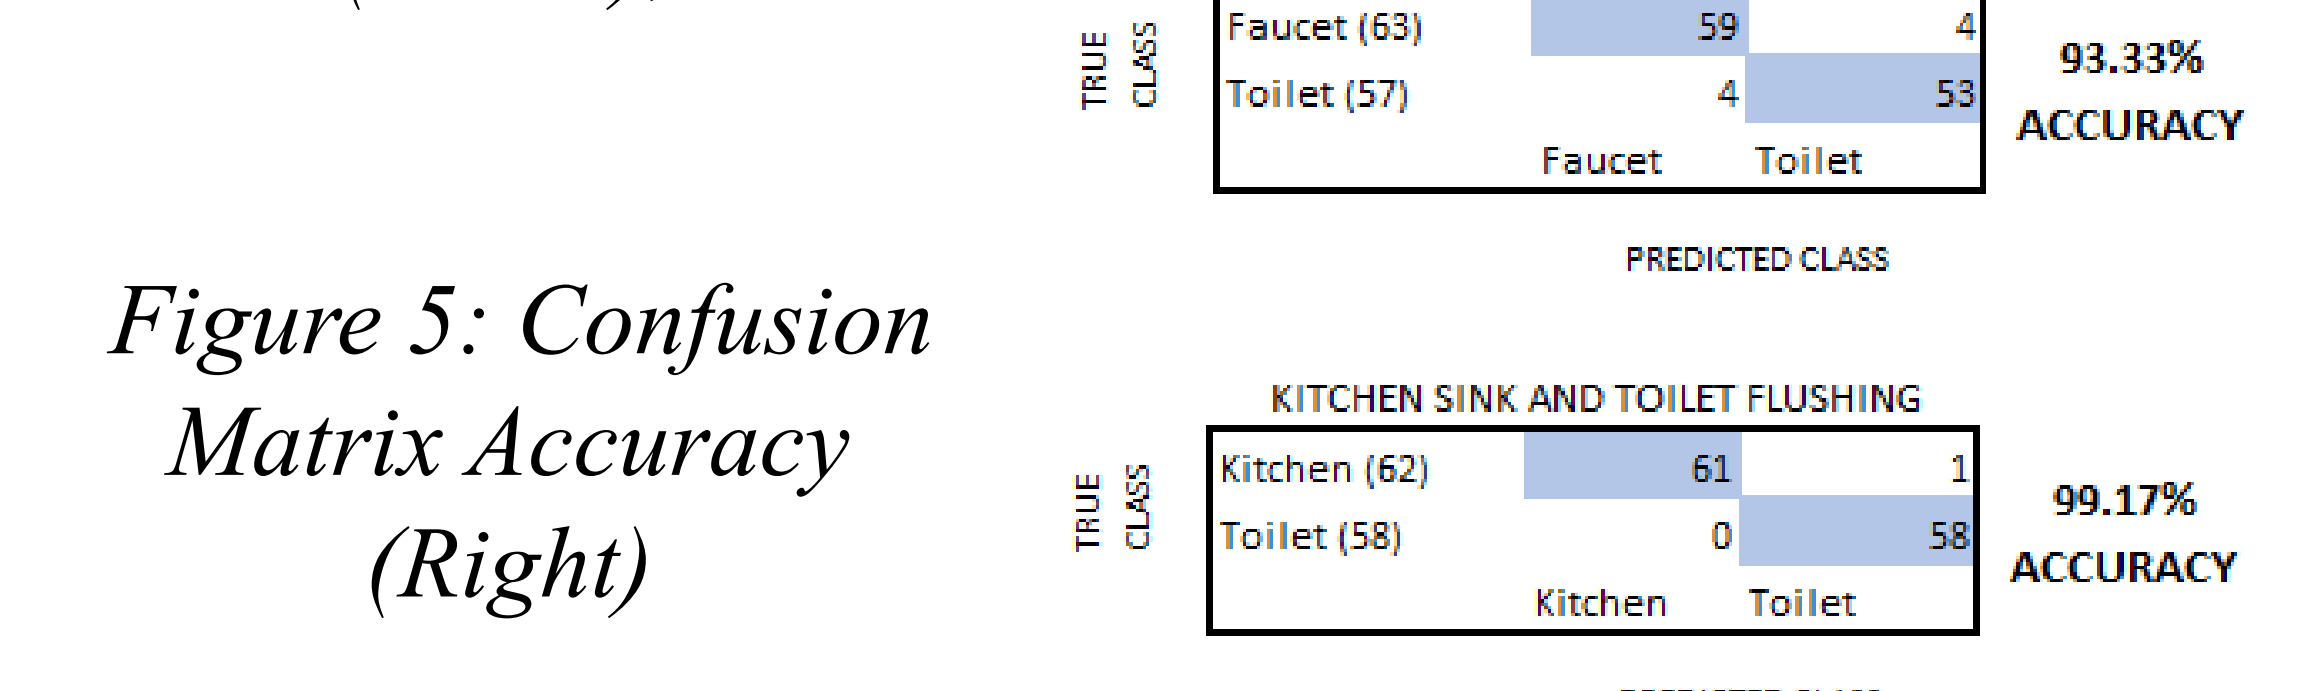 Faucet (63) 59 4
Toilet (57) 4 53
Faucet Toilet
TRUE
CLASS
93.33%
ACCURACY
PREDICTED CLASS
Figure 5: Confusion
Matrix Accuracy
(Right)
KITCHEN SINK AND TOILET FLUSHING
Kitchen (62) 61 1
Toilet (58) 0 58
Kitchen Toilet
TRUE
CLASS
99.17%
ACCURACY